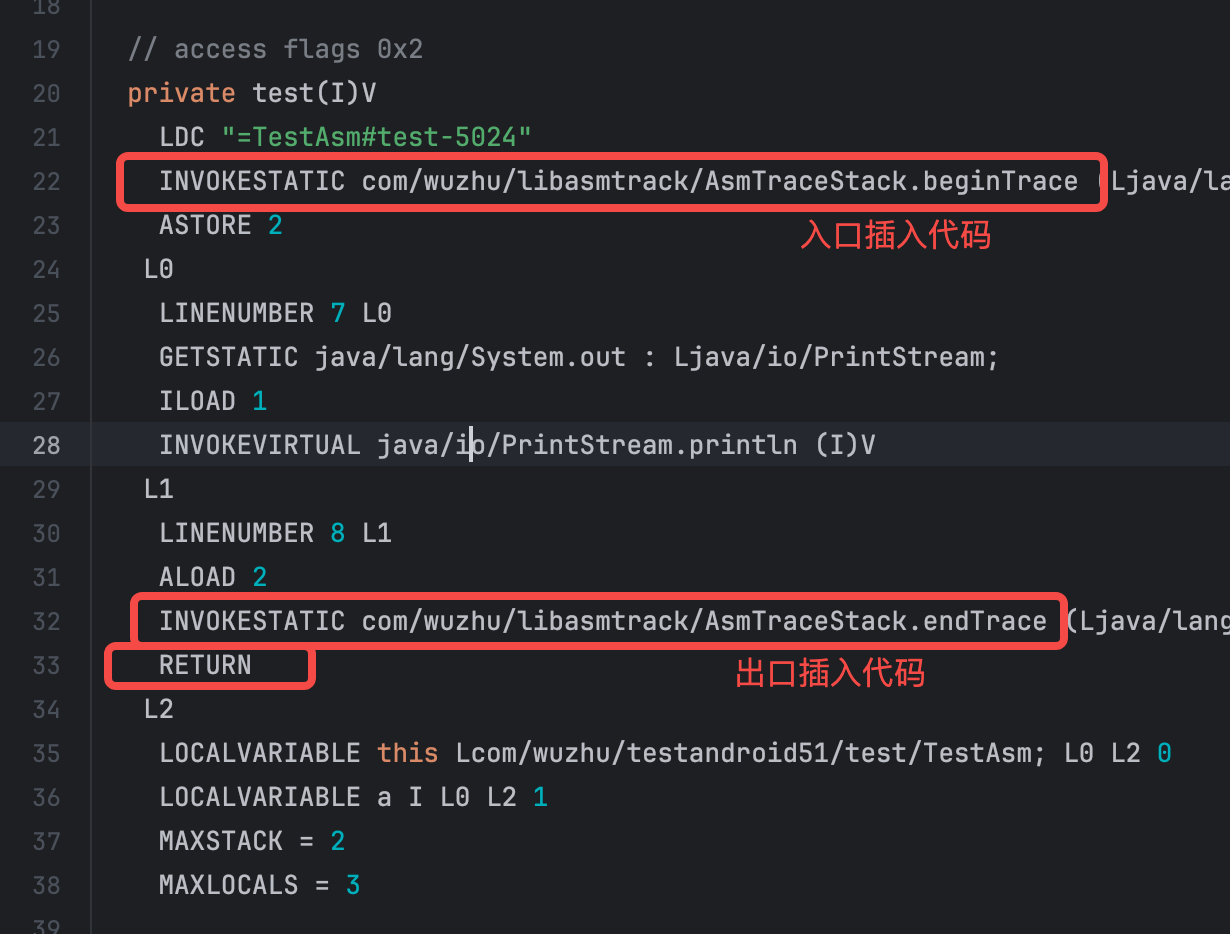 18
19 // access flags 0x2
20 private test(I)V
21 LDC "=TestAsm#test-5024"
22 INVOKESTATIC com/wuzhu/libasmtrack/AsmTraceStack.beginTrace (Ljava/la
23 ASTORE 2
入口插入代码
24 L0
25 LINENUMBER 7 L0
26 GETSTATIC java/lang/System.out : Ljava/io/PrintStream;
27 ILOAD 1
28 INVOKEVIRTUAL java/io/PrintStream.println (I)V
29 L1
30 LINENUMBER 8 L1
31 ALOAD 2
32 INVOKESTATIC com/wuzhu/libasmtrack/AsmTraceStack.endTrace (Ljava/lang
33 RETURN
出口插入代码
34 L2
35 LOCALVARIABLE this Lcom/wuzhu/testandroid51/test/TestAsm; L0 L2 0
36 LOCALVARIABLE a I L0 L2 1
37 MAXSTACK = 2
38 MAXLOCALS = 3
39